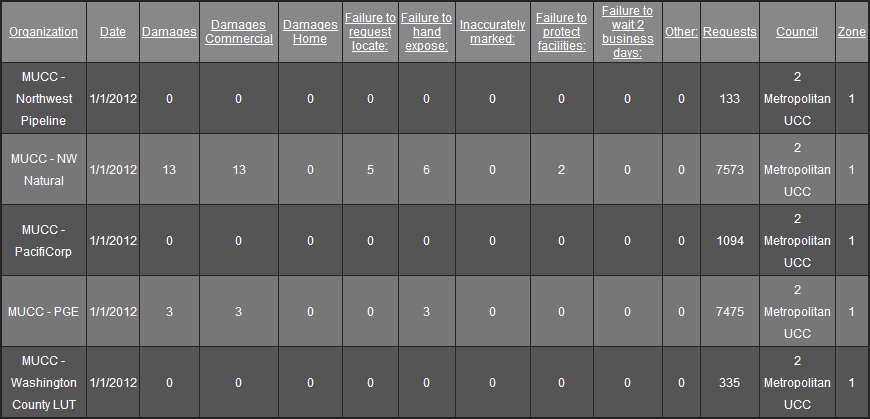 Organization Date Damages Damages Commercial Damages Home Failure to request locate: Failure to hand expose: Inaccurately marked: Failure to protect facilities: Failure to wait 2 business days: Other: Requests Council Zone
MUCC - Northwest Pipeline 1/1/2012 0 0 0 0 0 0 0 0 0 133 2 Metropolitan UCC 1
MUCC - NW Natural 1/1/2012 13 13 0 5 6 0 2 0 0 7573 2 Metropolitan UCC 1
MUCC - PacifiCorp 1/1/2012 0 0 0 0 0 0 0 0 0 1094 2 Metropolitan UCC 1
MUCC - PGE 1/1/2012 3 3 0 0 3 0 0 0 0 7475 2 Metropolitan UCC 1
MUCC - Washington County LUT 1/1/2012 0 0 0 0 0 0 0 0 0 335 2 Metropolitan UCC 1